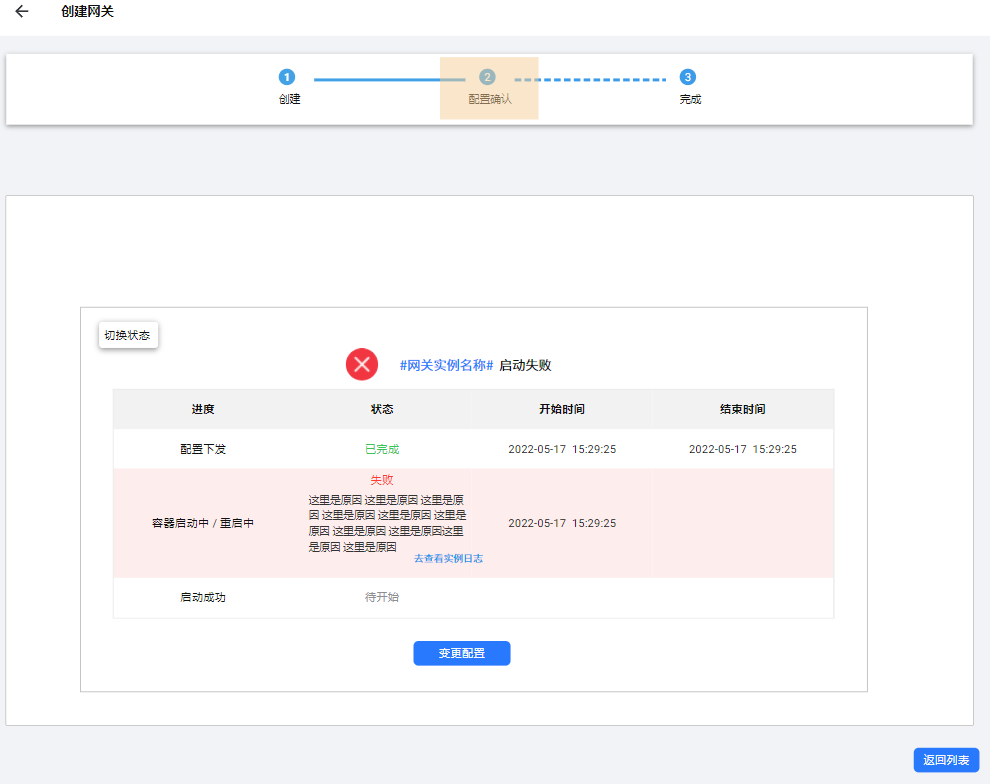 创建网关
1
2
3
创建
配置确认
完成
切换状态
#网关实例名称# 启动失败
进度 状态 开始时间 结束时间
配置下发 已完成 2022-05-17 15:29:25 2022-05-17 15:29:25
失败
这里是原因 这里是原因 这里是原
因 这里是原因 这里是原因 这里是
原因 这里是原因 这里是原因这里
是原因 这里是原因
去查看实例日志
容器启动中 / 重启中 2022-05-17 15:29:25
启动成功 待开始
变更配置
返回列表